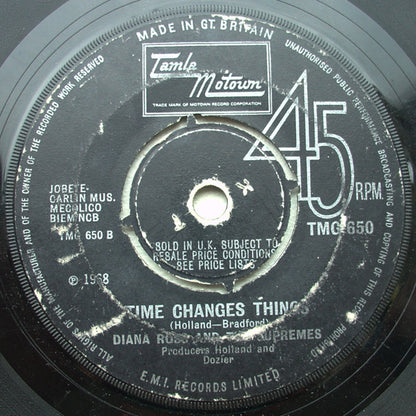 MADE IN GT. BRITAIN
ALL RIGHTS OF THE MANUFACTURER AND OF THE OWNER OF THE RECORDED WORK RESERVED
UNAUTHORISED PUBLIC PERFORMANCE BROADCASTING AND COPYING OF THIS RECORD PROHIBITED
Tamla Motown
TRADE MARK OF MOTOWN RECORD CORPORATION
45 R.P.M.
TMG 650
JOBETE-
CARLIN MUS.
MECOLICO
BIEM/NCB
TMG 650 B
SOLD IN U.K. SUBJECT TO
RESALE PRICE CONDITIONS
SEE PRICE LISTS
℗ 1968
TIME CHANGES THINGS
(Holland—Bradford)
DIANA ROSS AND THE SUPREMES
Producers Holland and
Dozier
E.M.I. RECORDS LIMITED